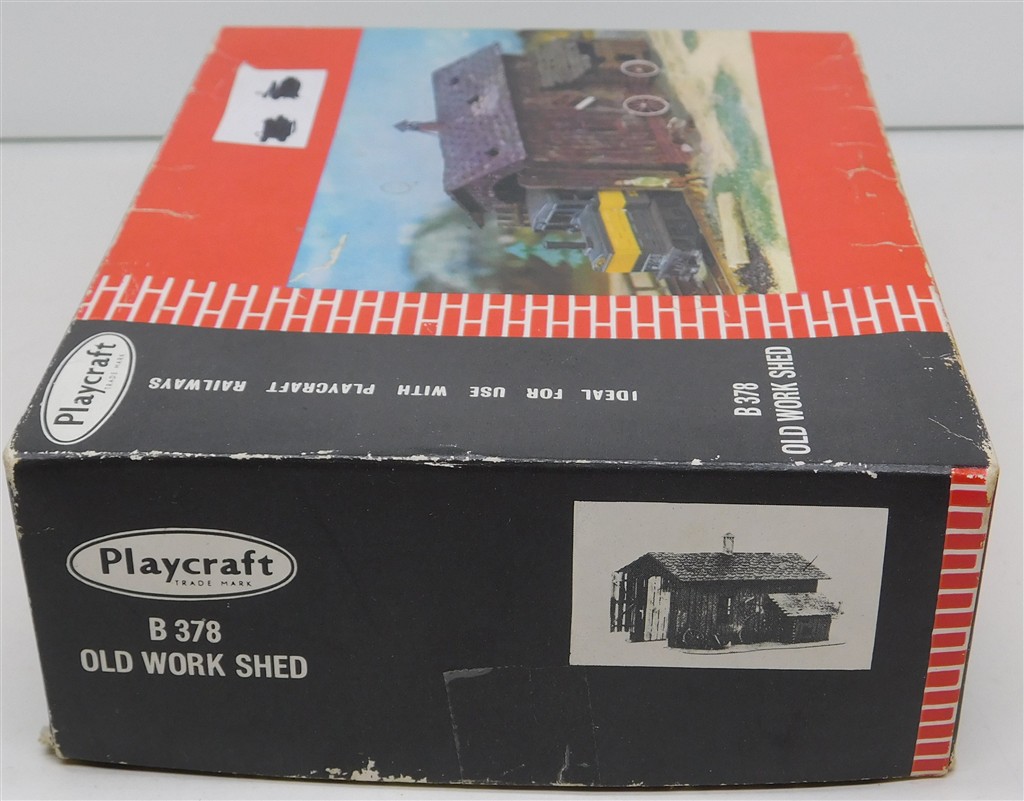 Playcraft
TRADE MARK
IDEAL FOR USE WITH PLAYCRAFT RAILWAYS
B 378
OLD WORK SHED
Playcraft
TRADE MARK
B 378
OLD WORK SHED